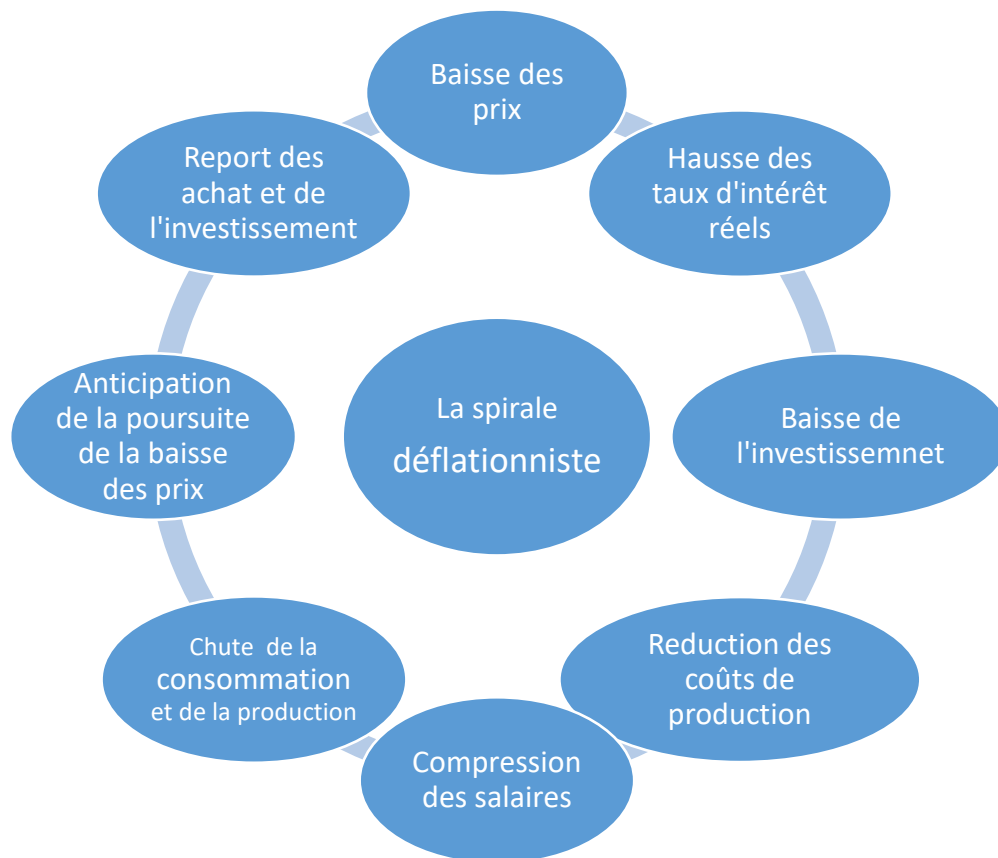 Baisse des
prix
Hausse des
taux d'intérêt
réels
Baisse de
l'investissemnet
Reduction des
coûts de
production
Compression
des salaires
Chute de la
consommation
et de la production
Anticipation
de la poursuite
de la baisse
des prix
Report des
achat et de
l'investissement
La spirale
déflationniste